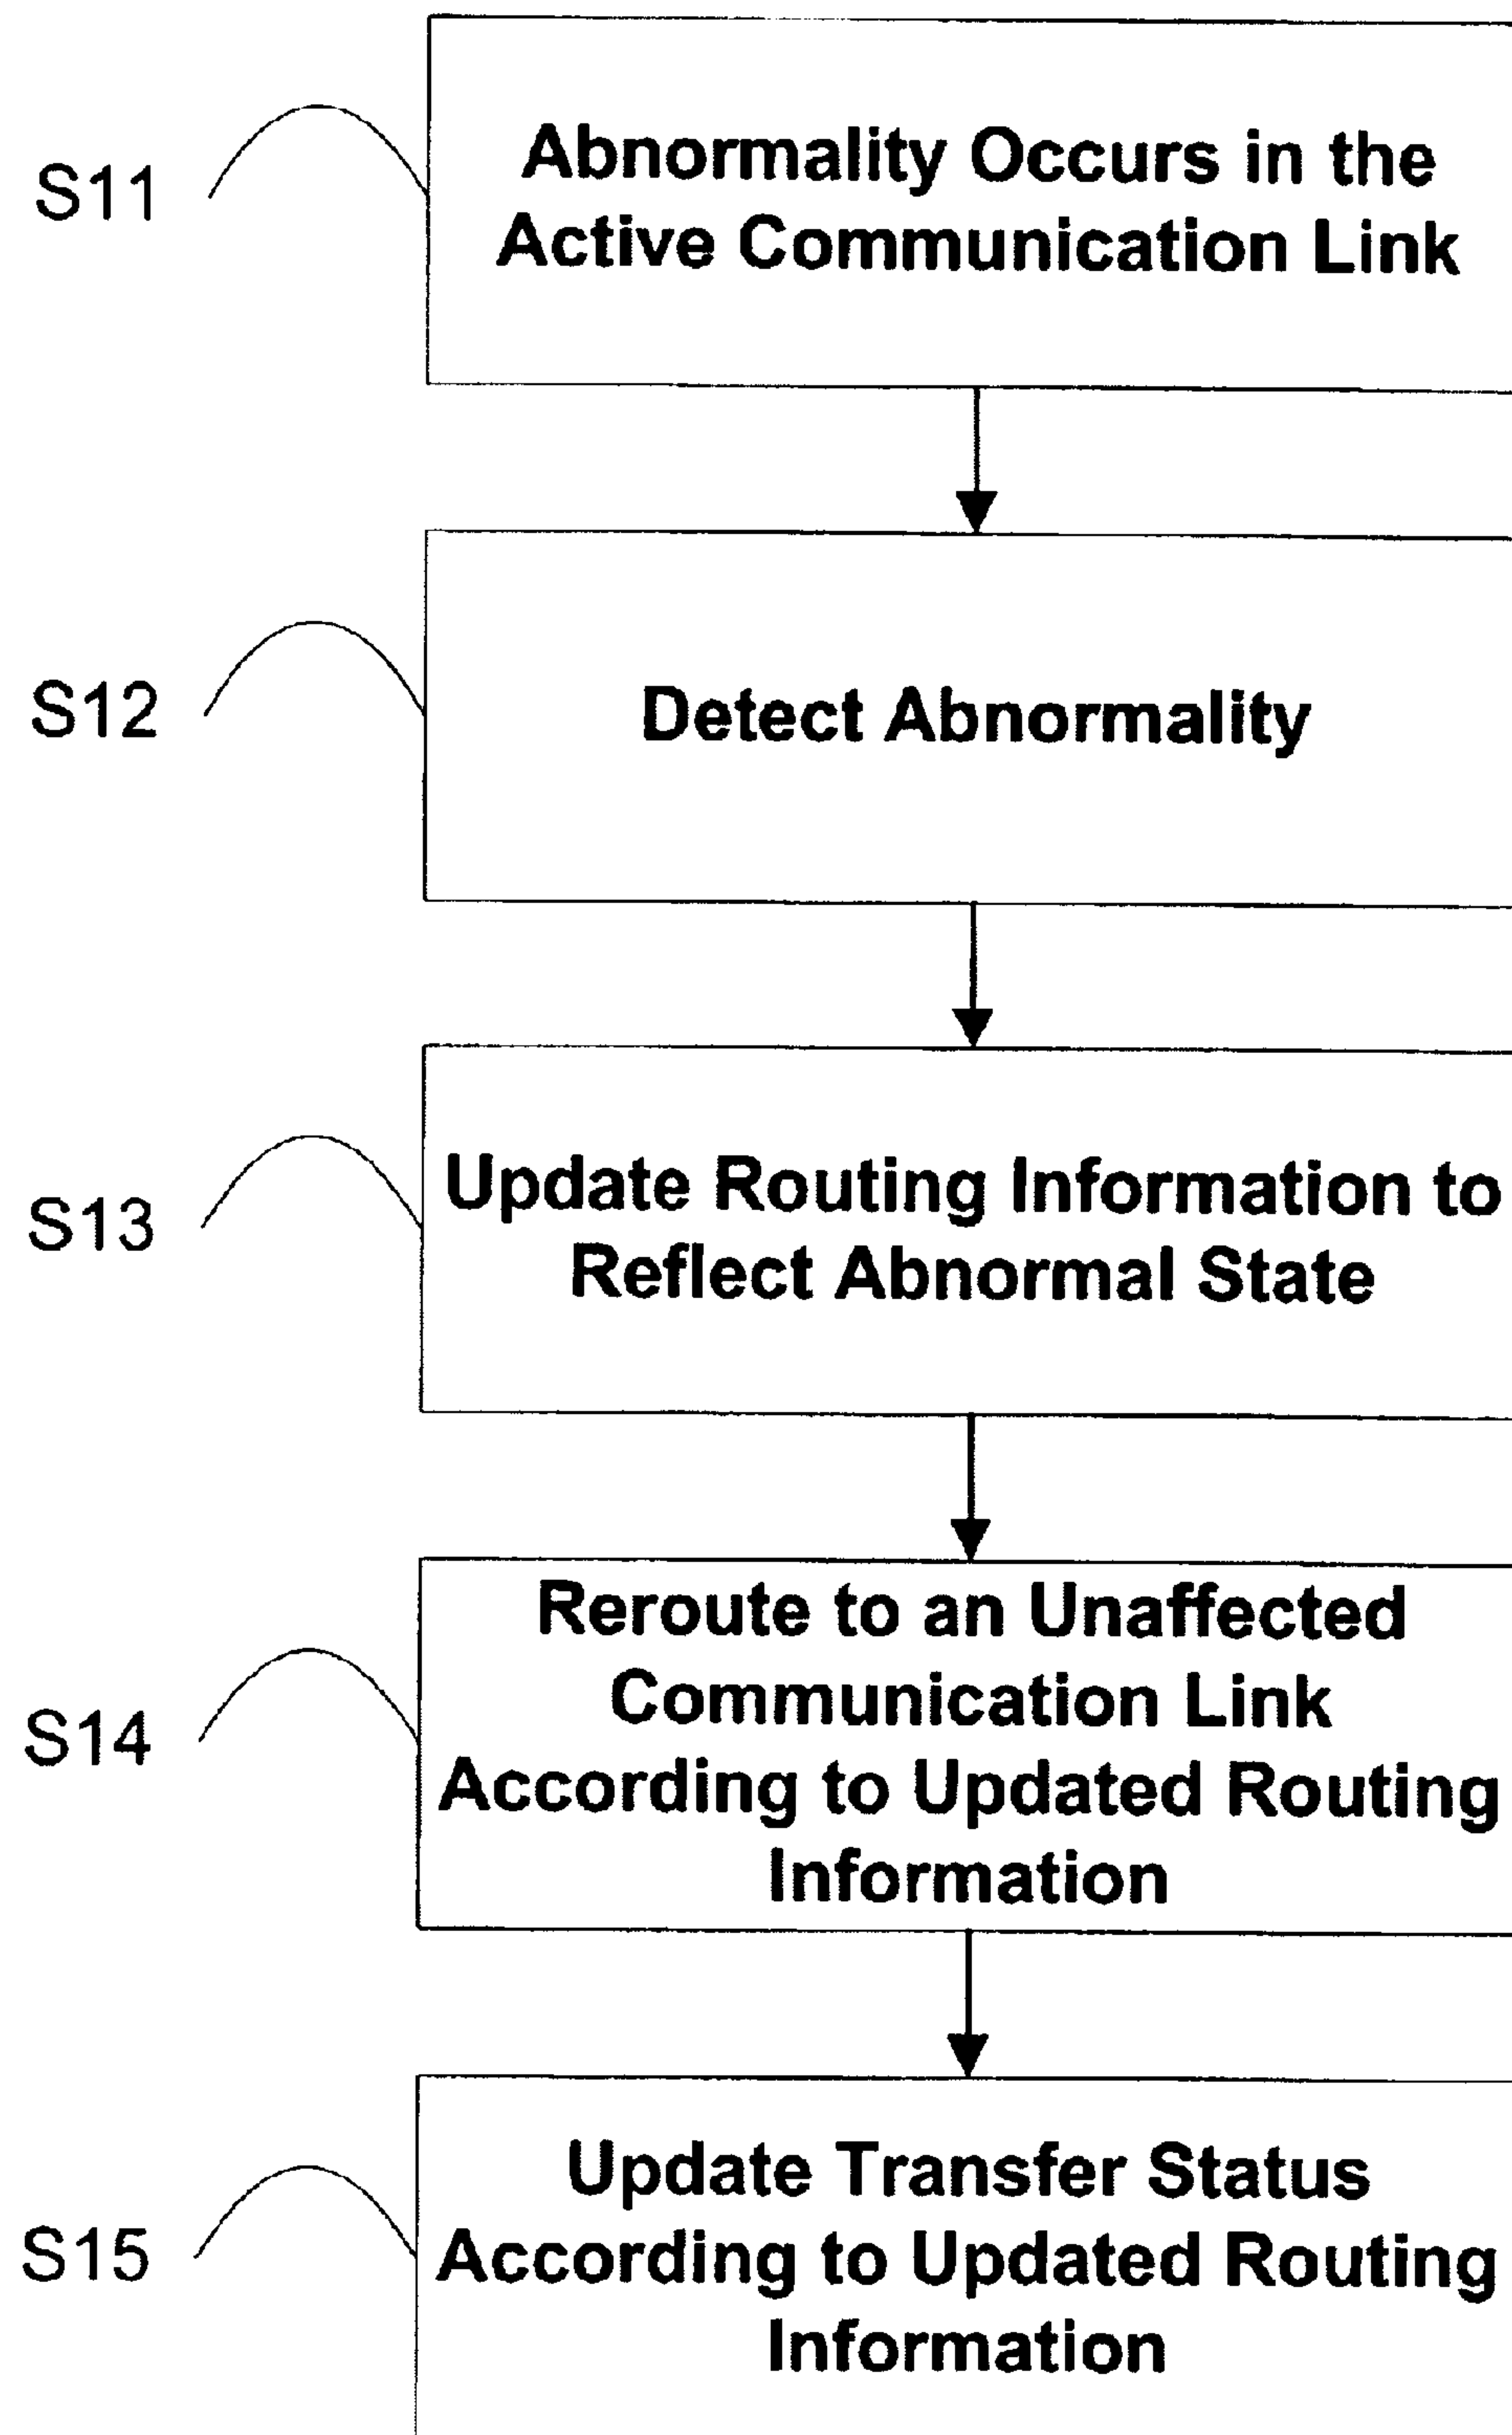 S11
Abnormality Occurs in the
Active Communication Link
S12
Detect Abnormality
S13
Update Routing Information to
Reflect Abnormal State
S14
Reroute to an Unaffected
Communication Link
According to Updated Routing
Information
S15
Update Transfer Status
According to Updated Routing
Information